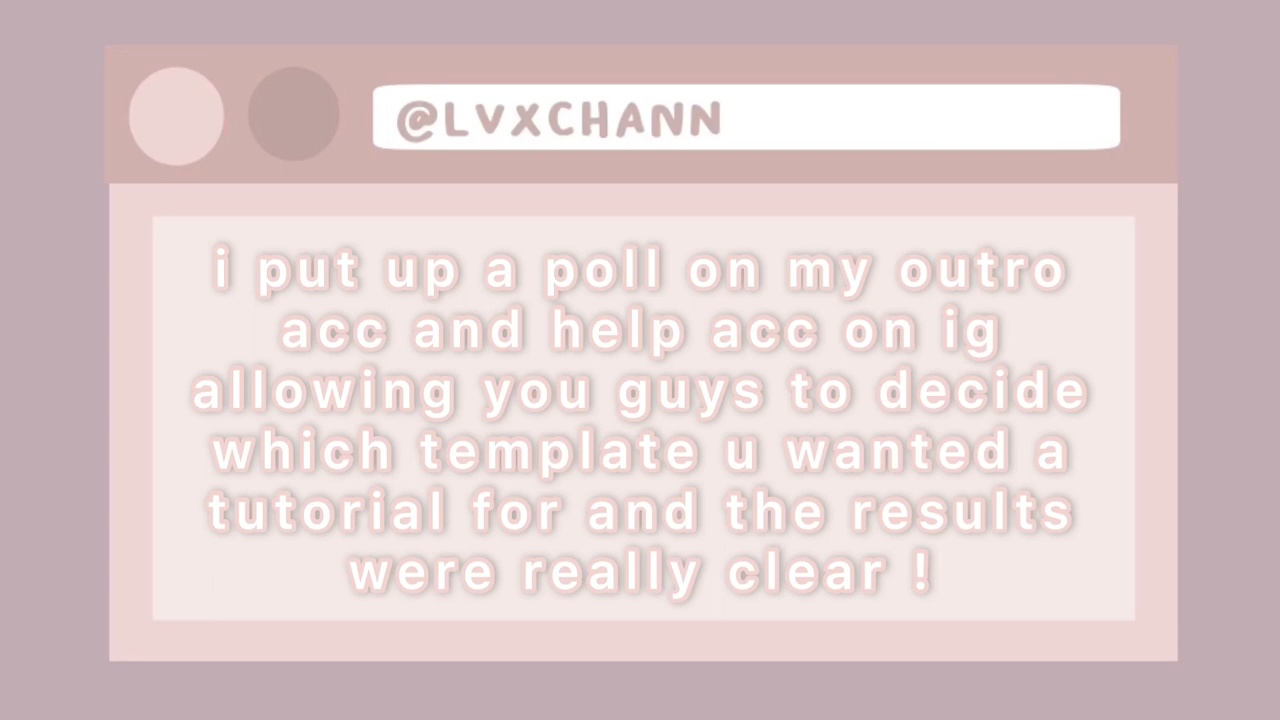 @LVXCHANN
i put up a poll on my outro
acc and help acc on ig
allowing you guys to decide
which template u wanted a
tutorial for and the results
were really clear !